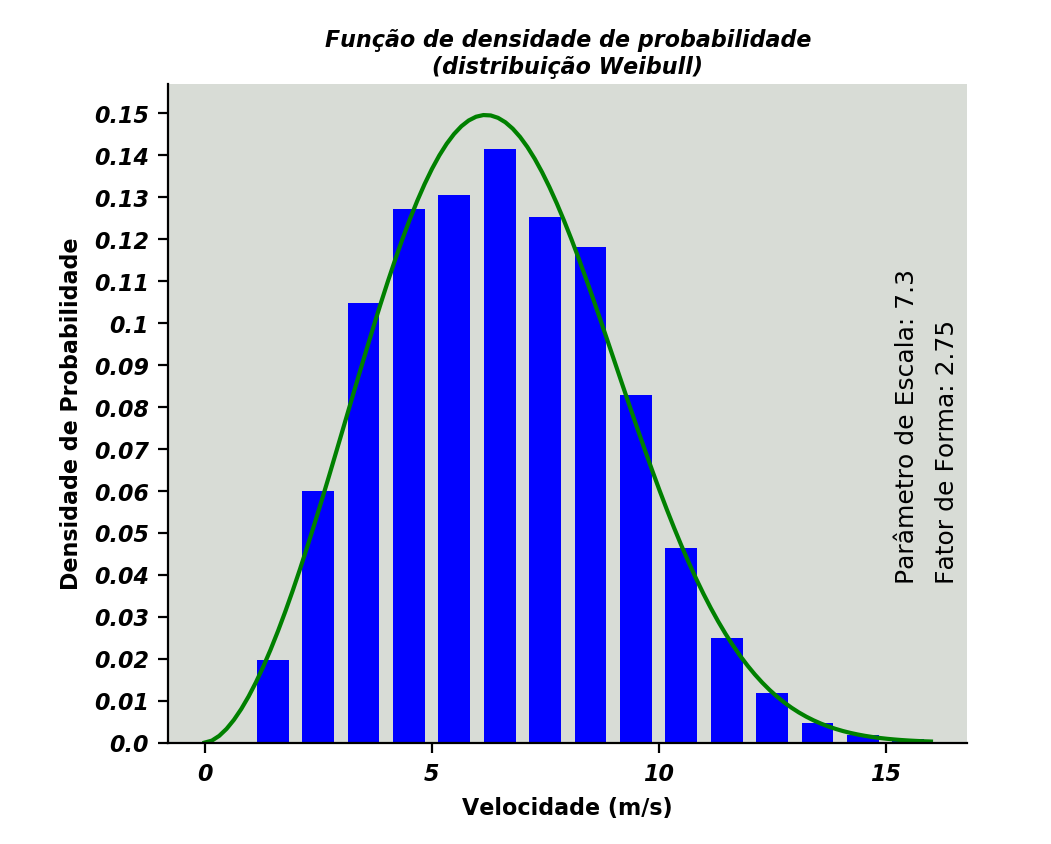 Função de densidade de probabilidade
(distribuição Weibull)
Densidade de Probabilidade
0.15
0.14
0.13
0.12
0.11
0.1
0.09
0.08
0.07
0.06
0.05
0.04
0.03
0.02
0.01
0.0
Parâmetro de Escala: 7.3
Fator de Forma: 2.75
0 5 10 15
Velocidade (m/s)